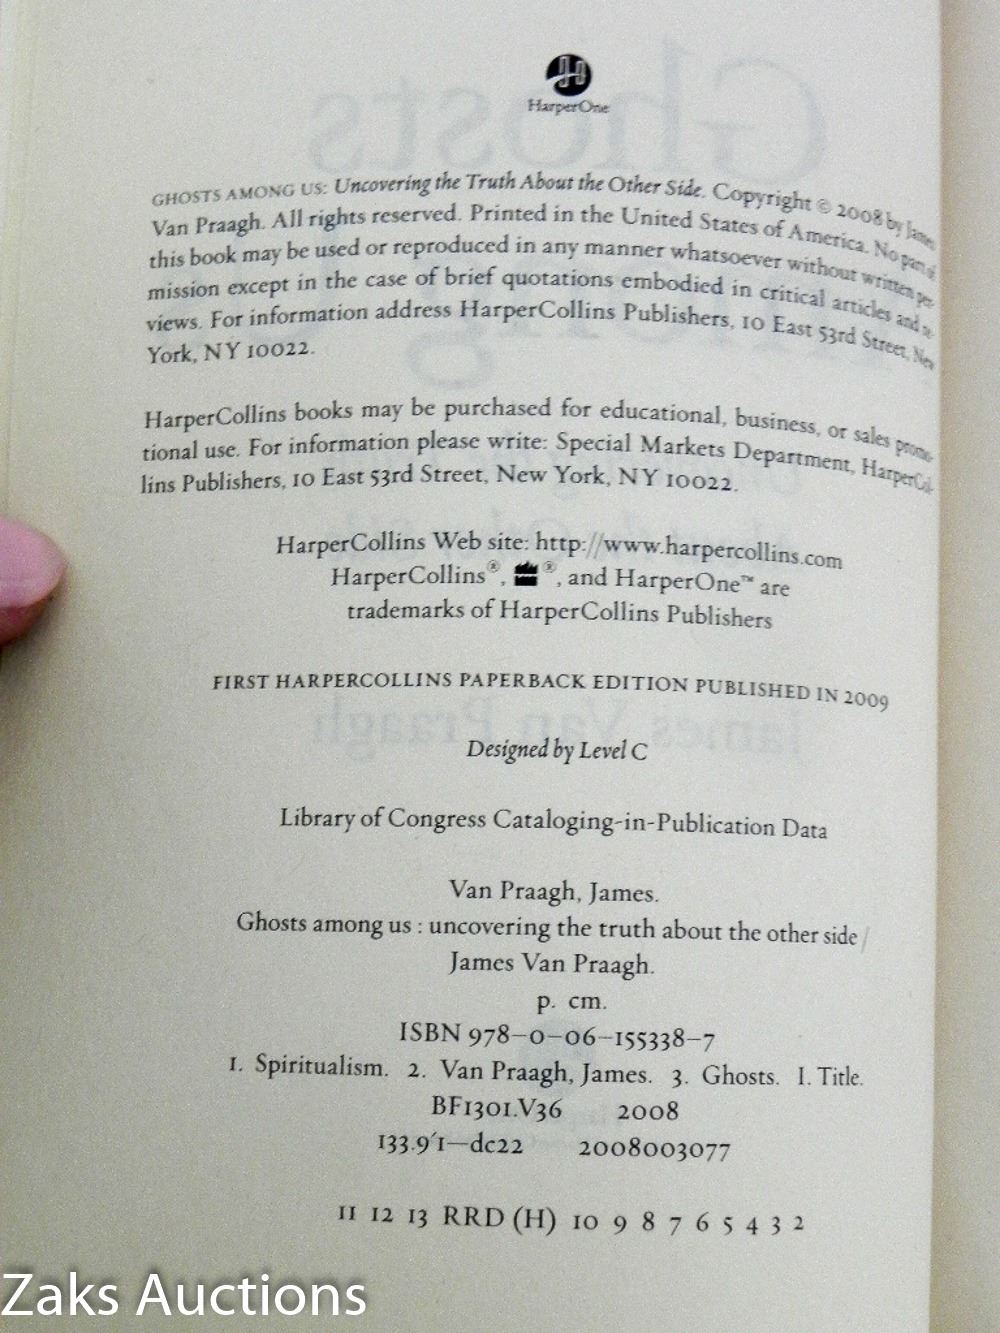 HarperOne
GHOSTS AMONG US: Uncovering the Truth About the Other Side. Copyright © 2008 by James
Van Praagh. All rights reserved. Printed in the United States of America. No part of
this book may be used or reproduced in any manner whatsoever without written per-
mission except in the case of brief quotations embodied in critical articles and re-
views. For information address HarperCollins Publishers, 10 East 53rd Street, New
York, NY 10022.
HarperCollins books may be purchased for educational, business, or sales promo-
tional use. For information please write: Special Markets Department, HarperCol-
lins Publishers, 10 East 53rd Street, New York, NY 10022.
HarperCollins Web site: http://www.harpercollins.com
HarperCollins®, ®, and HarperOne™ are
trademarks of HarperCollins Publishers
FIRST HARPERCOLLINS PAPERBACK EDITION PUBLISHED IN 2009
Designed by Level C
Library of Congress Cataloging-in-Publication Data
Van Praagh, James.
Ghosts among us : uncovering the truth about the other side /
James Van Praagh.
p. cm.
ISBN 978–0–06–155338–7
1. Spiritualism. 2. Van Praagh, James. 3. Ghosts. I. Title.
BF1301.V36 2008
133.9'1—dc22 2008003077
11 12 13 RRD (H) 10 9 8 7 6 5 4 3 2
Zaks Auctions